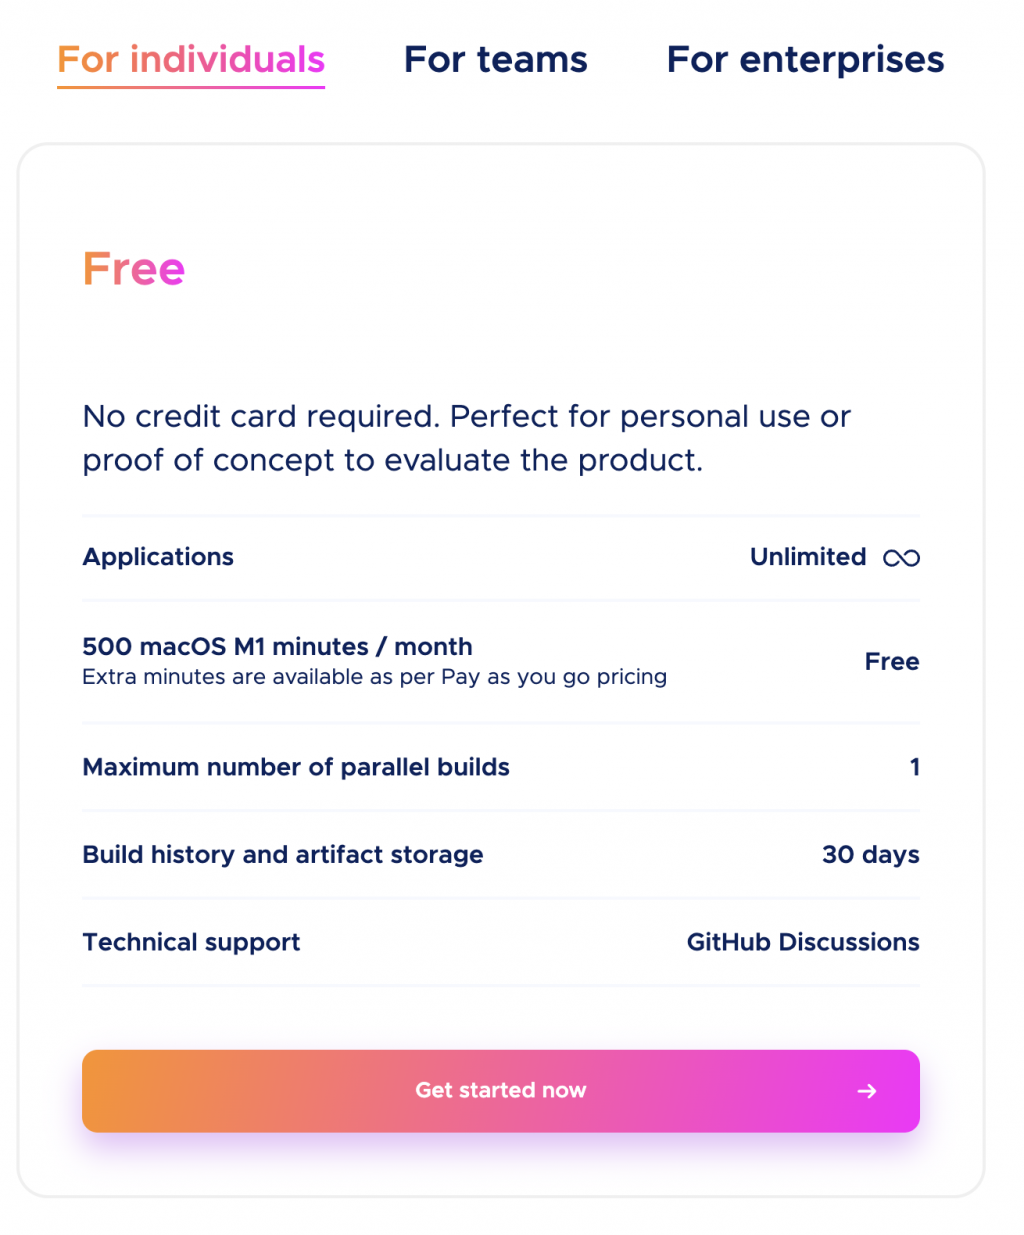 For individuals For teams For enterprises
Free
No credit card required. Perfect for personal use or
proof of concept to evaluate the product.
Applications Unlimited
500 macOS M1 minutes / month
Extra minutes are available as per Pay as you go pricing
Free
Maximum number of parallel builds 1
Build history and artifact storage 30 days
Technical support GitHub Discussions
Get started now →